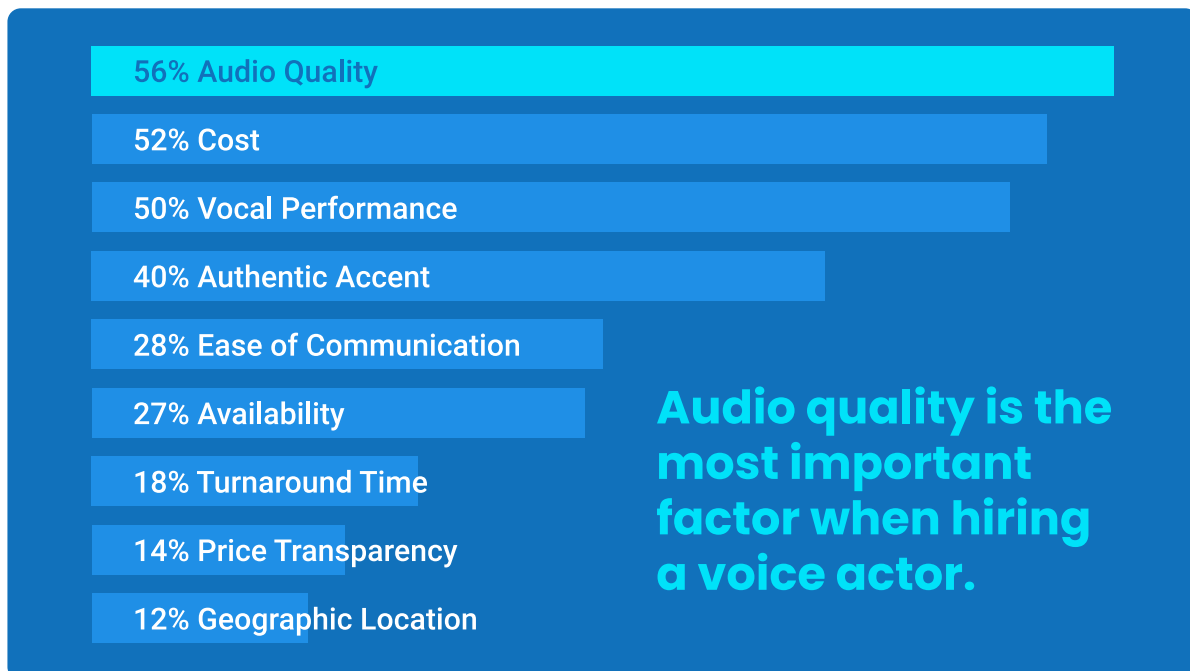 56% Audio Quality
52% Cost
50% Vocal Performance
40% Authentic Accent
28% Ease of Communication
27% Availability
18% Turnaround Time
14% Price Transparency
12% Geographic Location
Audio quality is the
most important
factor when hiring
a voice actor.